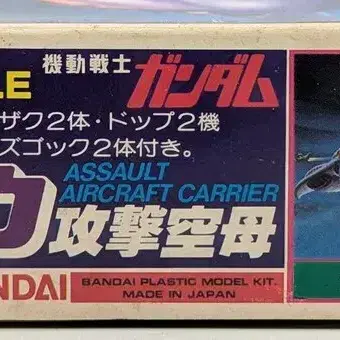 機動戦士
ガンダム
ザク2体・ドップ2機
ズゴック2体付き。
ASSAULT
AIRCRAFT CARRIER
攻撃空母
BANDAI PLASTIC MODEL KIT.
MADE IN JAPAN